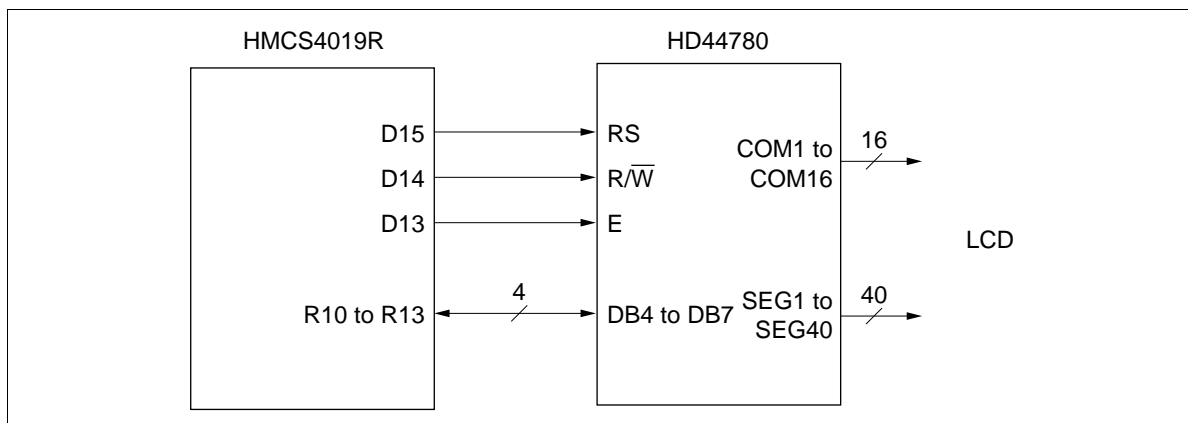 HMCS4019R
HD44780
D15
RS
D14
R/W̅
D13
E
R10 to R13
4
DB4 to DB7
COM1 to
COM16
16
SEG1 to
SEG40
40
LCD